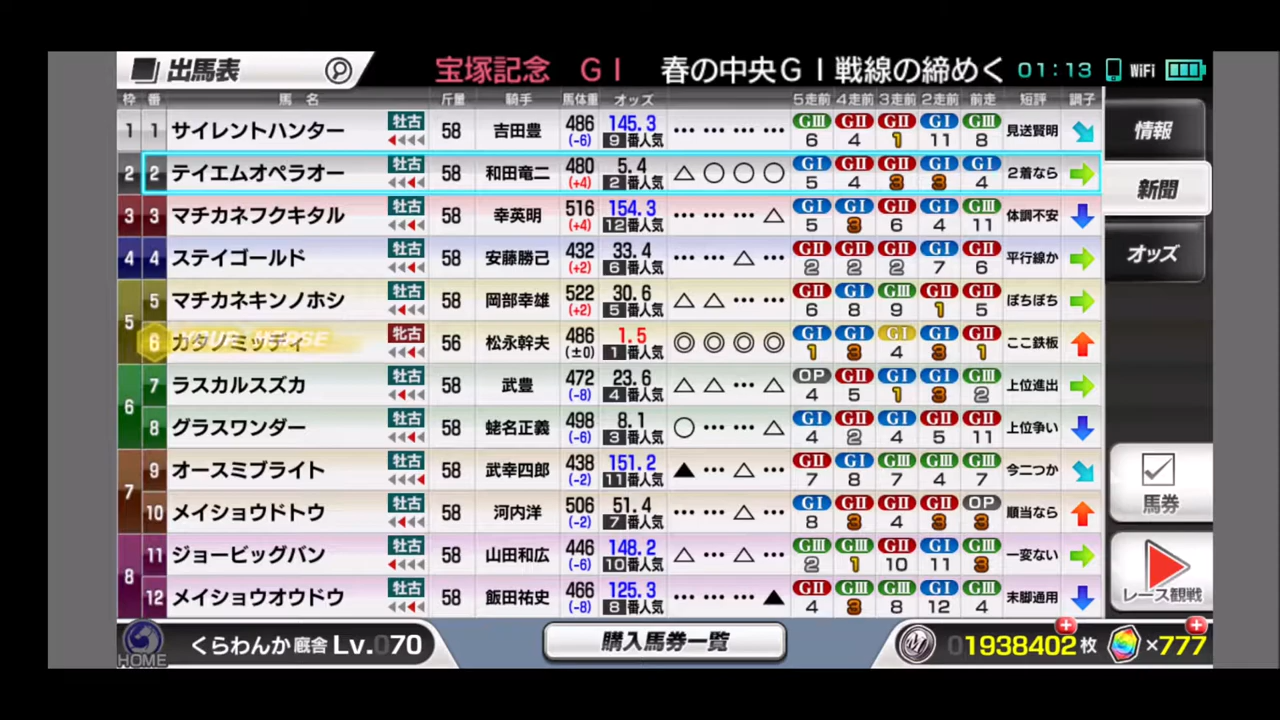 出馬表 宝塚記念 GⅠ 春の中央GⅠ戦線の締めく 01:13 WiFi
枠 番 馬名 斤量 騎手 馬体重 オッズ 5走前 4走前 3走前 2走前 前走 短評 調子
1 1 サイレントハンター 牡古 58 吉田豊 486 (-6) 145.3 9番人気 … … … … GⅢ 6 GⅡ 4 GⅡ 1 GⅠ 11 GⅢ 8 見送賢明
2 2 テイエムオペラオー 牡古 58 和田竜二 480 (+4) 5.4 2番人気 △ ○ ○ ○ GⅠ 5 GⅡ 4 GⅡ 3 GⅠ 3 GⅠ 4 2着なら
3 3 マチカネフクキタル 牡古 58 幸英明 516 (+4) 154.3 12番人気 … … … △ GⅠ 5 GⅠ 3 GⅡ 6 GⅠ 4 GⅢ 11 体調不安
4 4 ステイゴールド 牡古 58 安藤勝己 432 (+2) 33.4 6番人気 … … △ … GⅡ 2 GⅡ 2 GⅡ 2 GⅠ 7 GⅡ 6 平行線か
5 5 マチカネキンノホシ 牡古 58 岡部幸雄 522 (+2) 30.6 5番人気 △ △ … … GⅡ 6 GⅠ 8 GⅢ 9 GⅡ 1 GⅡ 5 ぼちぼち
6 カタノミッディ YOUR HORSE 牝古 56 松永幹夫 486 (±0) 1.5 1番人気 ◎ ◎ ◎ ◎ GⅠ 1 GⅠ 3 GⅠ 4 GⅠ 3 GⅡ 1 ここ鉄板
6 7 ラスカルスズカ 牡古 58 武豊 472 (-8) 23.6 4番人気 △ △ … △ OP 4 GⅡ 5 GⅠ 1 GⅠ 3 GⅢ 2 上位進出
8 グラスワンダー 牡古 58 蛯名正義 498 (-6) 8.1 3番人気 ○ … … △ GⅠ 4 GⅡ 2 GⅠ 4 GⅡ 5 GⅡ 11 上位争い
7 9 オースミブライト 牡古 58 武幸四郎 438 (-2) 151.2 11番人気 ▲ … △ … GⅡ 7 GⅠ 8 GⅢ 7 GⅢ 4 GⅢ 7 今二つか
10 メイショウドトウ 牡古 58 河内洋 506 (-2) 51.4 7番人気 … … △ … GⅠ 8 GⅡ 3 GⅡ 4 GⅡ 3 OP 3 順当なら
8 11 ジョービッグバン 牡古 58 山田和広 446 (-6) 148.2 10番人気 △ … △ … GⅢ 2 GⅢ 1 GⅡ 10 GⅠ 11 GⅢ 3 一変ない
12 メイショウオウドウ 牡古 58 飯田祐史 466 (-8) 125.3 8番人気 … … … ▲ GⅡ 4 GⅢ 3 GⅢ 8 GⅠ 12 GⅢ 4 末脚通用
情報
新聞
オッズ
馬券
レース観戦
HOME くらわんか厩舎 Lv.070 購入馬券一覧 01938402枚 ×777